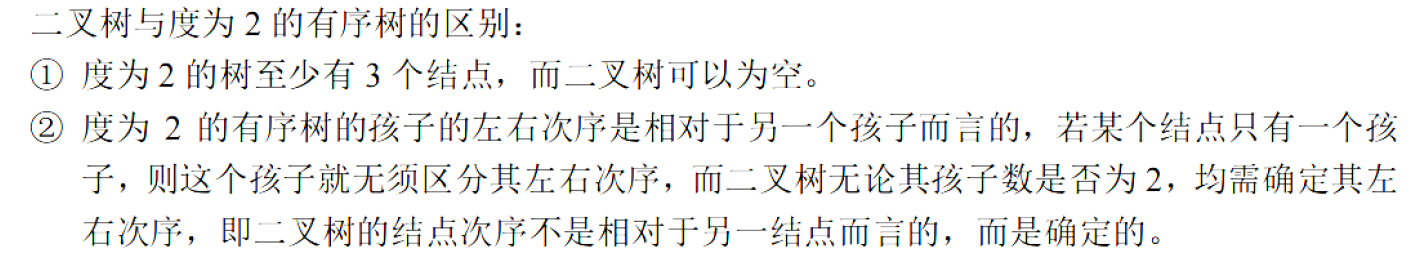 二叉树与度为 2 的有序树的区别：
① 度为 2 的树至少有 3 个结点，而二叉树可以为空。
② 度为 2 的有序树的孩子的左右次序是相对于另一个孩子而言的，若某个结点只有一个孩
子，则这个孩子就无须区分其左右次序，而二叉树无论其孩子数是否为 2，均需确定其左
右次序，即二叉树的结点次序不是相对于另一结点而言的，而是确定的。